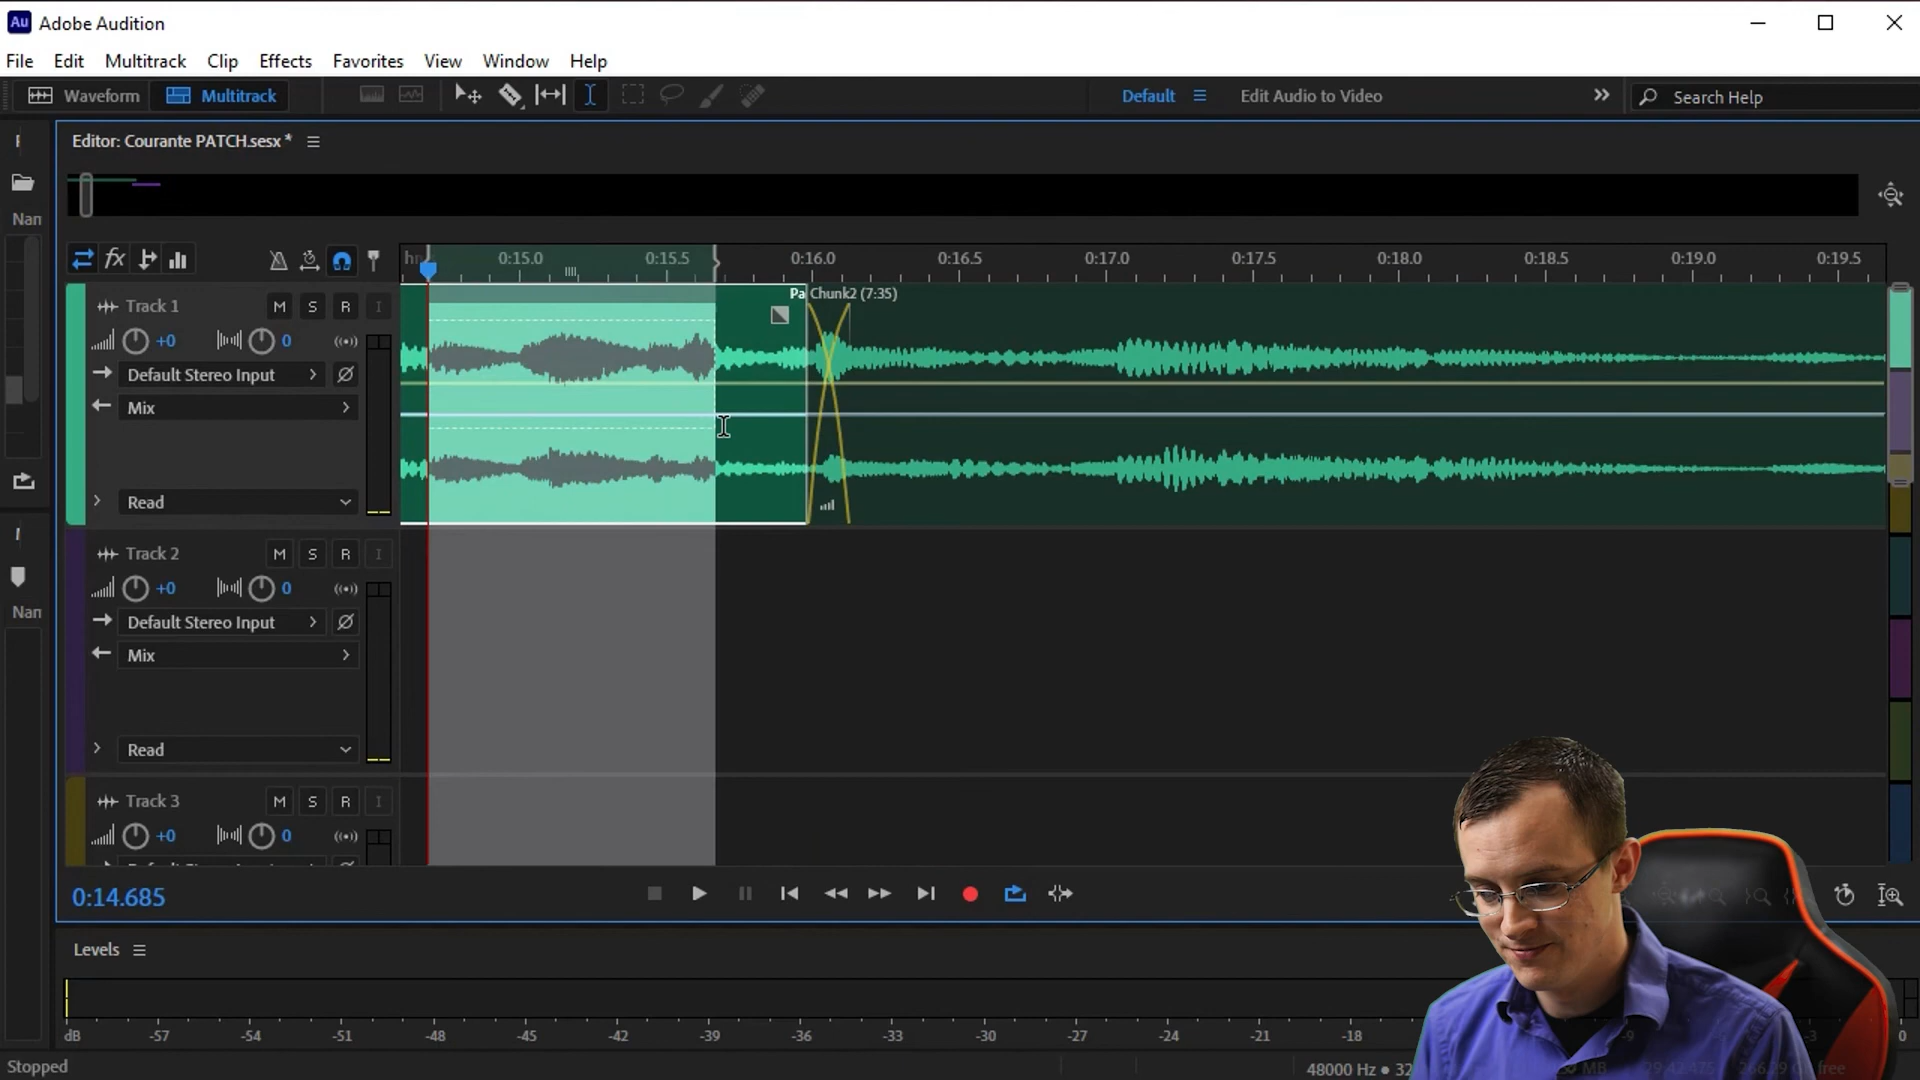 Au Adobe Audition
File Edit Multitrack Clip Effects Favorites View Window Help
Waveform Multitrack Default Edit Audio to Video Search Help
Editor: Courante PATCH.sesx *
Nan
fx 0:15.0 0:15.5 0:16.0 0:16.5 0:17.0 0:17.5 0:18.0 0:18.5 0:19.0 0:19.5
Pa Chunk2 (7:35)
Track 1 M S R I
+0 0
Default Stereo Input
Mix
Read
Track 2 M S R I
+0 0
Nan
Default Stereo Input
Mix
Read
Track 3 M S R I
+0 0
0:14.685
Levels
dB -57 -54 -51 -48 -45 -42 -39 -36 -33 -30 -27 -24 -21 -18 -9 -3 0
Stopped 48000 Hz ● 32